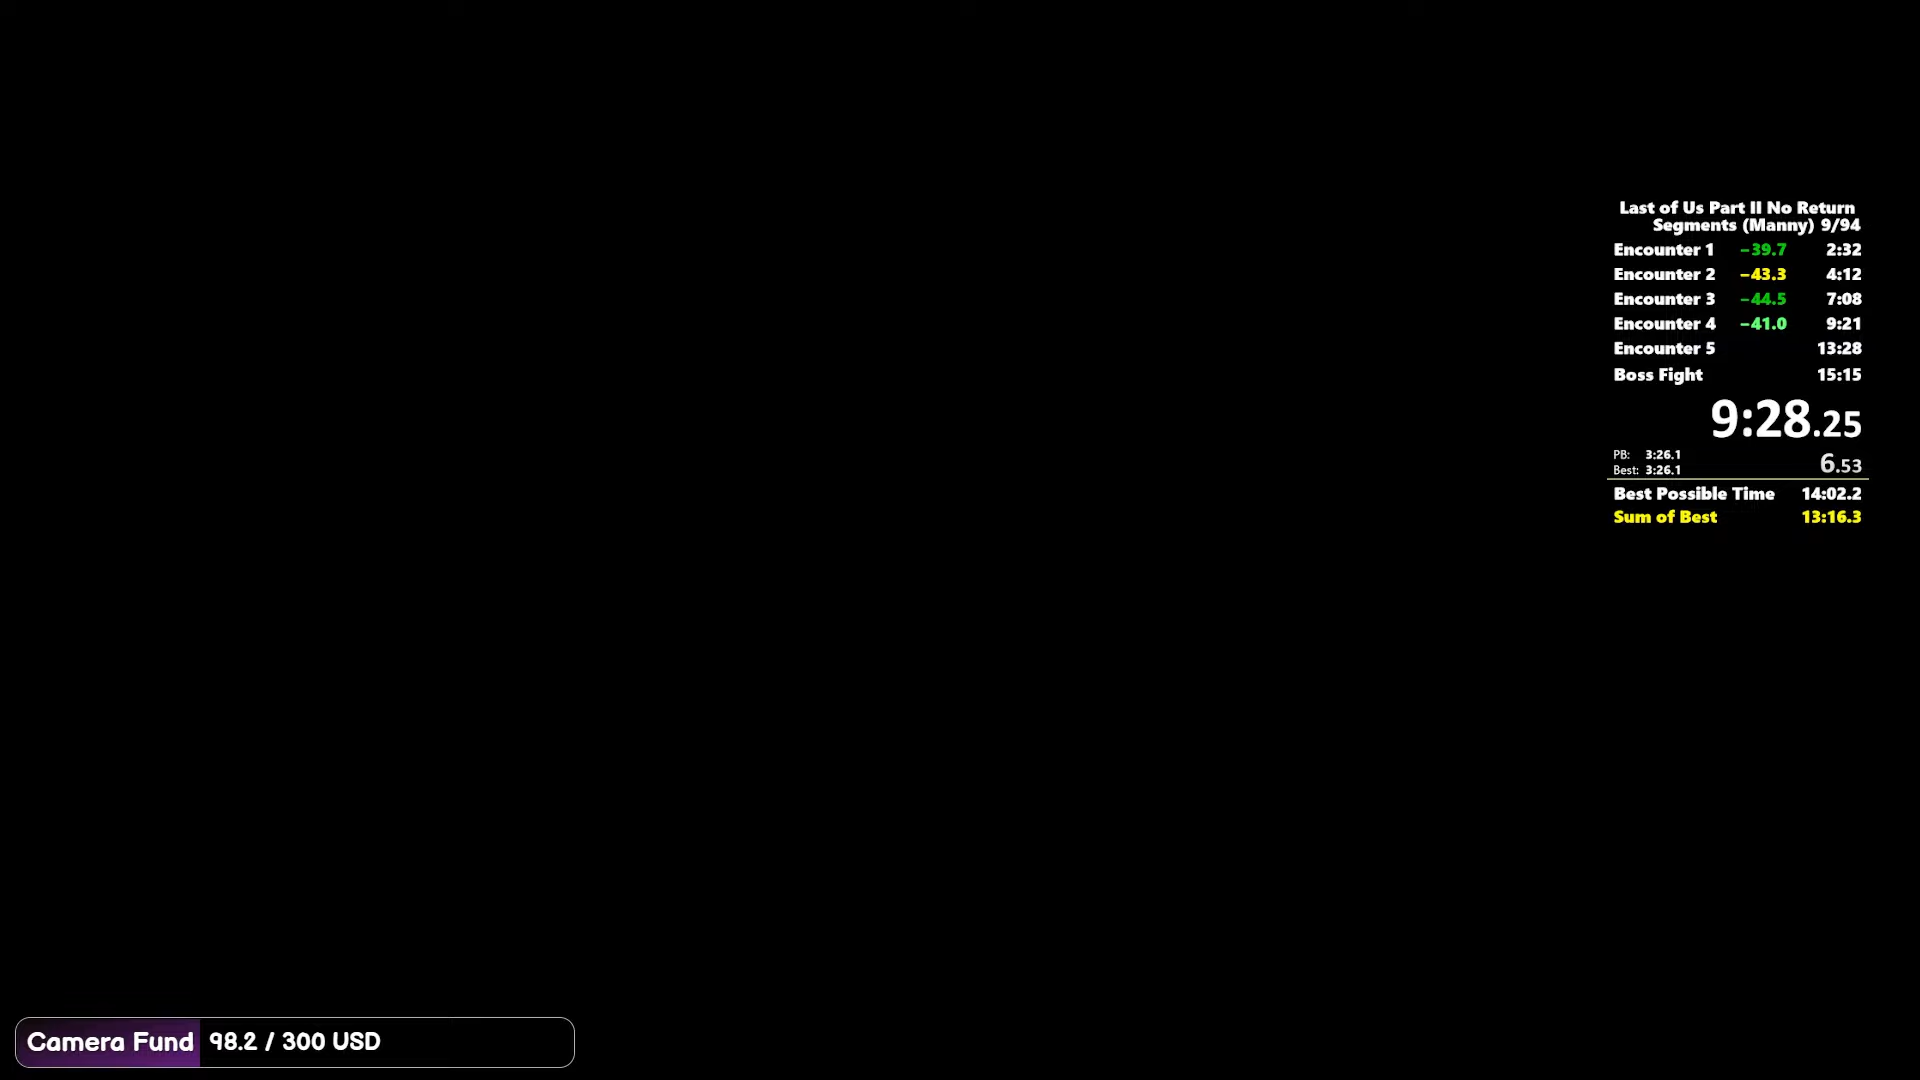 Last of Us Part II No Return
Segments (Manny) 9/94
Encounter 1 −39.7 2:32
Encounter 2 −43.3 4:12
Encounter 3 −44.5 7:08
Encounter 4 −41.0 9:21
Encounter 5 13:28
Boss Fight 15:15
9:28.25
PB: 3:26.1
Best: 3:26.1
6.53
Best Possible Time 14:02.2
Sum of Best 13:16.3
Camera Fund 98.2 / 300 USD